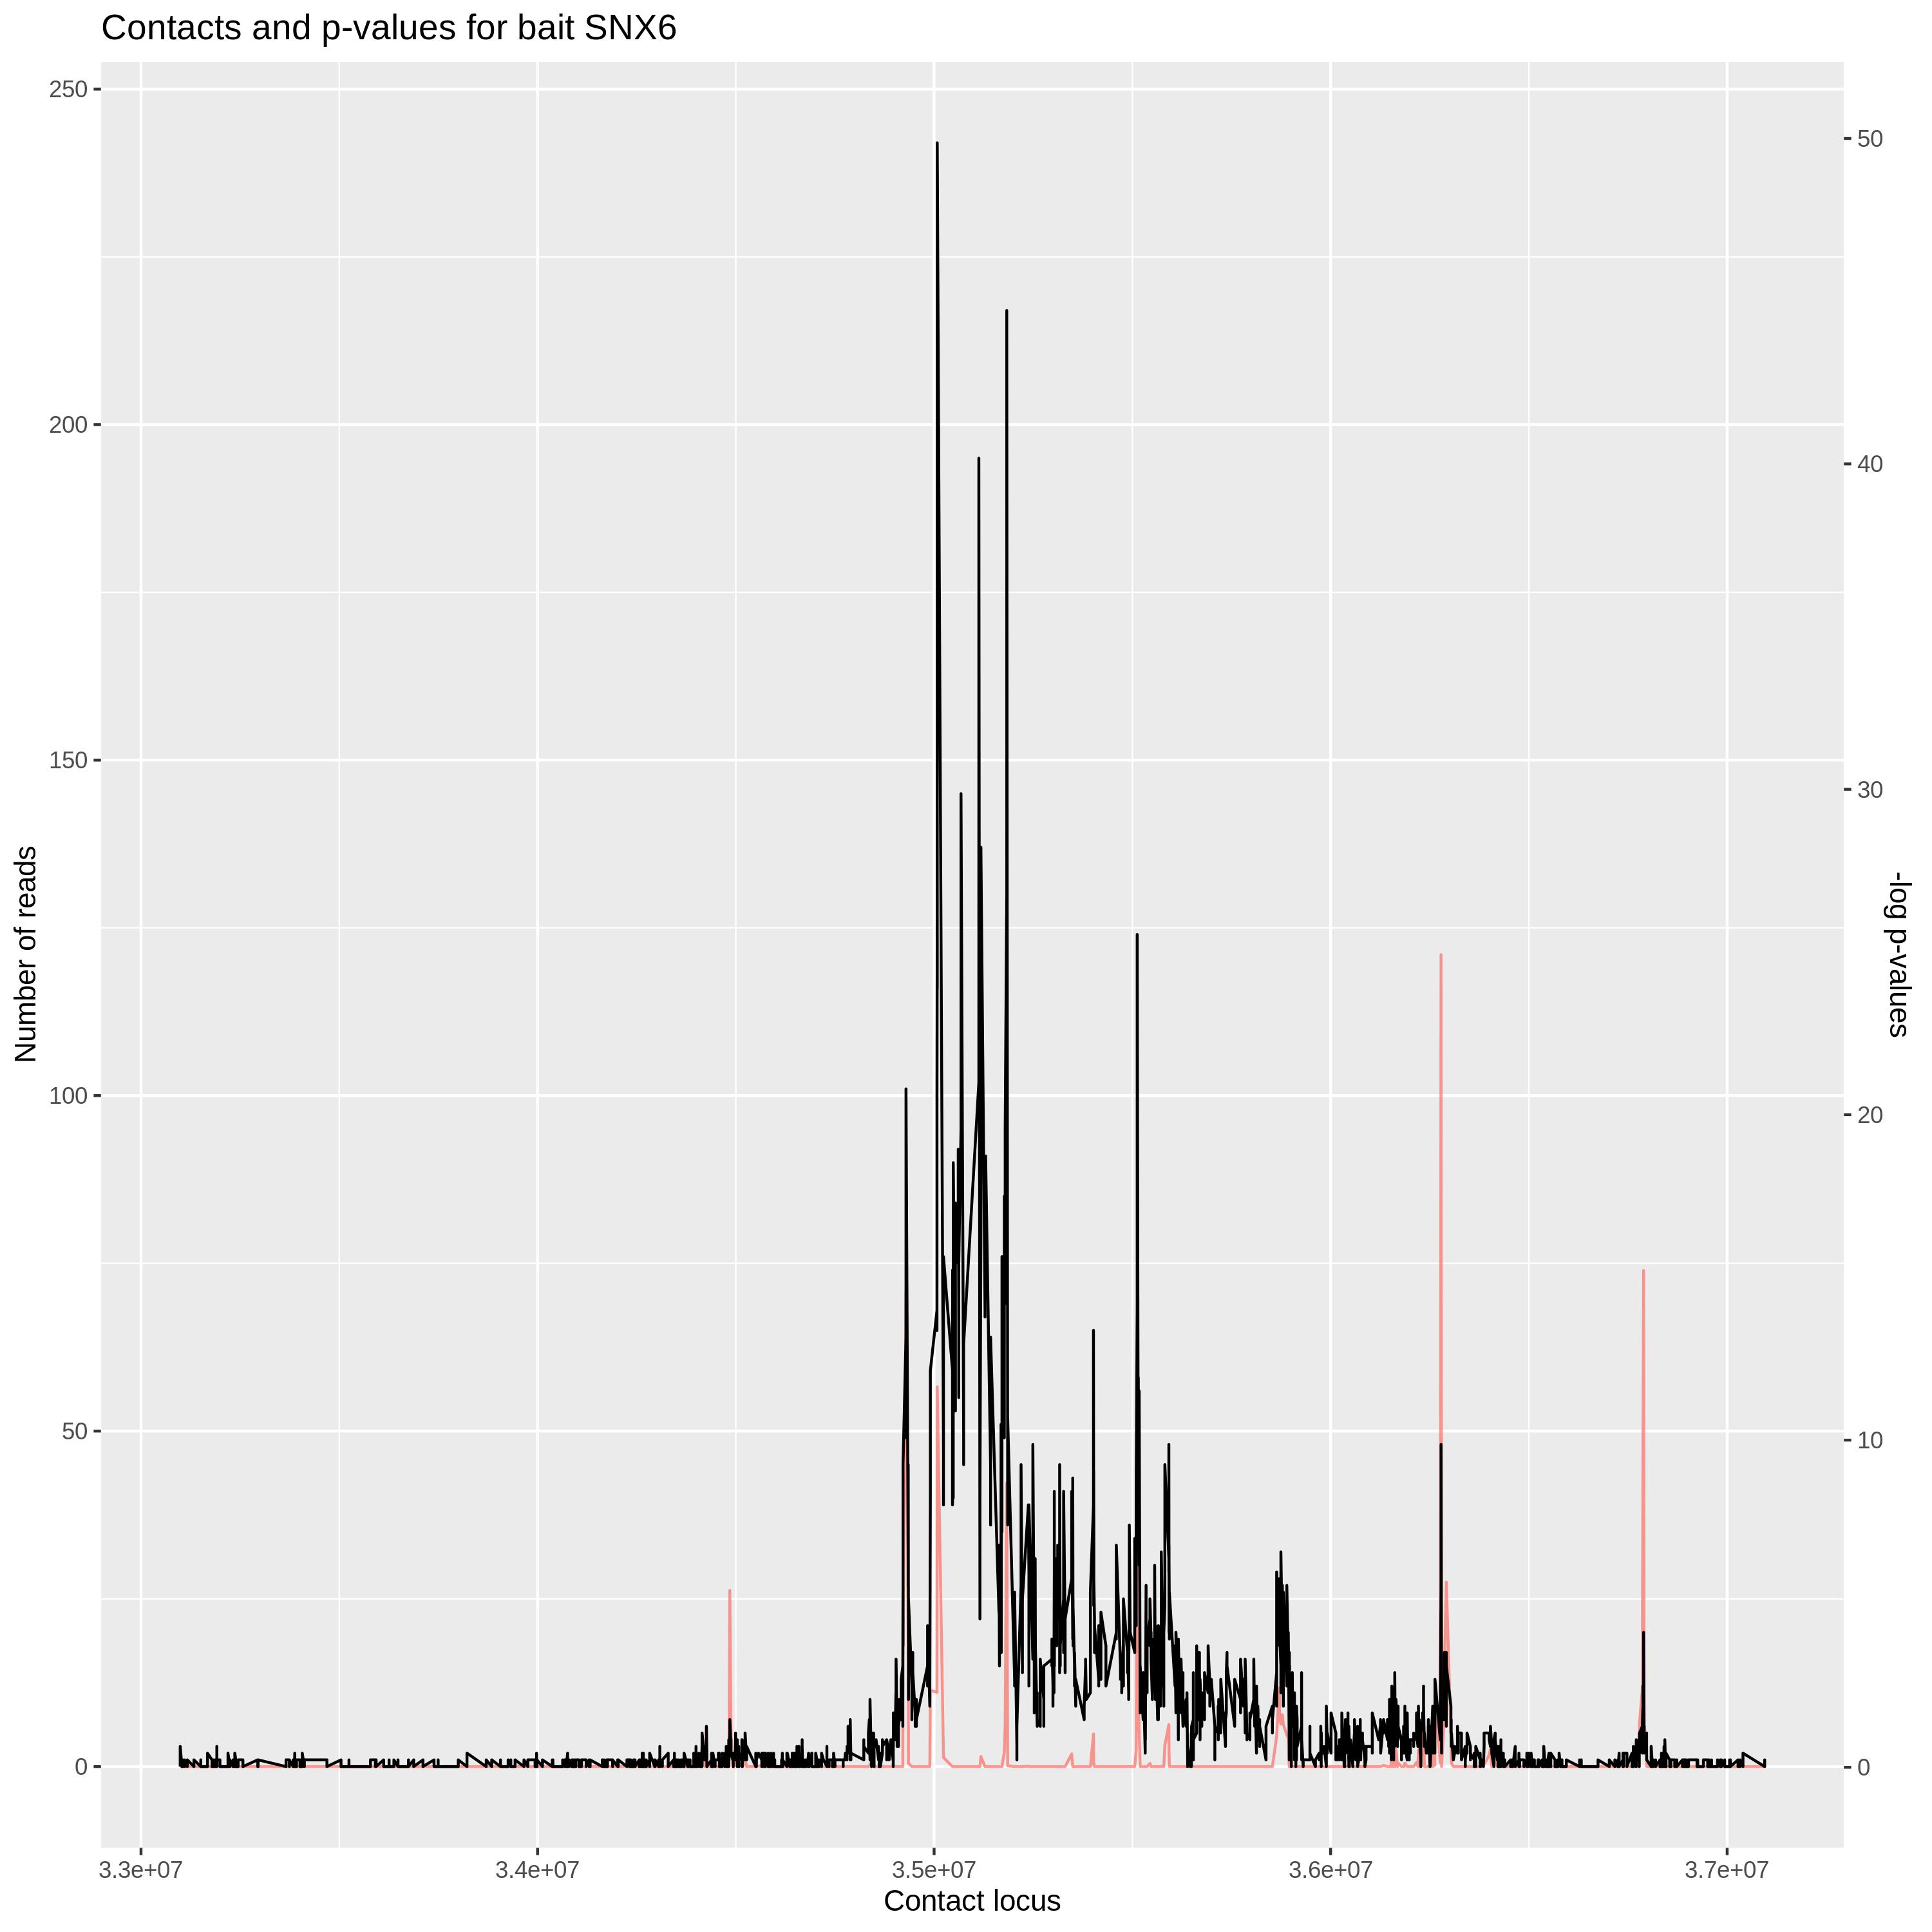 Contacts and p-values for bait SNX6
250
200
150
100
50
0
Number of reads
50
40
30
20
10
0
-log p-values
3.3e+07 3.4e+07 3.5e+07 3.6e+07 3.7e+07
Contact locus